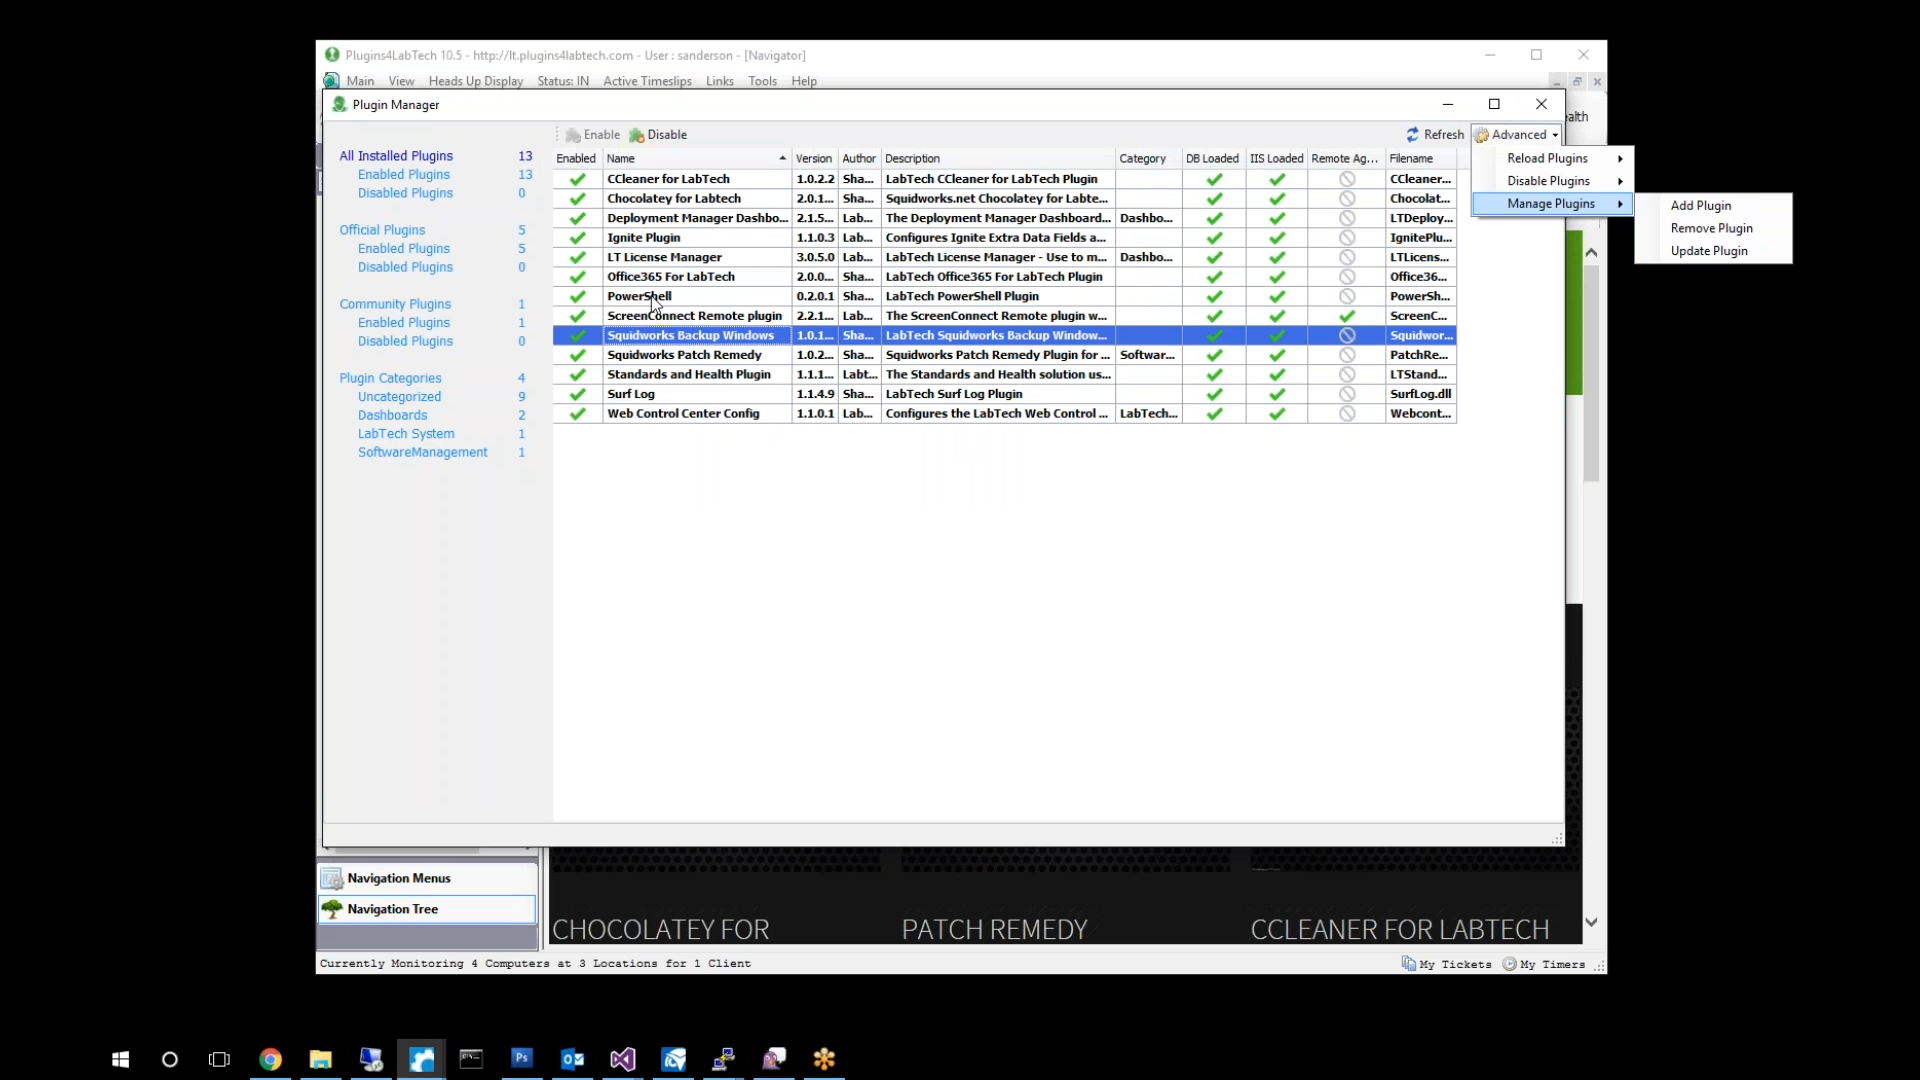 Plugins4LabTech 10.5 - http://lt.plugins4labtech.com - User : sanderson - [Navigator]
Main View Heads Up Display Status: IN Active Timeslips Links Tools Help
Plugin Manager
ealth
Enable Disable Refresh Advanced
All Installed Plugins 13
Enabled Plugins 13
Disabled Plugins 0
Official Plugins 5
Enabled Plugins 5
Disabled Plugins 0
Community Plugins 1
Enabled Plugins 1
Disabled Plugins 0
Plugin Categories 4
Uncategorized 9
Dashboards 2
LabTech System 1
SoftwareManagement 1
Enabled Name Version Author Description Category DB Loaded IIS Loaded Remote Ag... Filename
CCleaner for LabTech 1.0.2.2 Sha... LabTech CCleaner for LabTech Plugin CCleaner...
Chocolatey for Labtech 2.0.1... Sha... Squidworks.net Chocolatey for Labte... Chocolat...
Deployment Manager Dashbo... 2.1.5... Lab... The Deployment Manager Dashboard... Dashbo... LTDeploy...
Ignite Plugin 1.1.0.3 Lab... Configures Ignite Extra Data Fields a... IgnitePlu...
LT License Manager 3.0.5.0 Lab... LabTech License Manager - Use to m... Dashbo... LTLicens...
Office365 For LabTech 2.0.0... Sha... LabTech Office365 For LabTech Plugin Office36...
PowerShell 0.2.0.1 Sha... LabTech PowerShell Plugin PowerSh...
ScreenConnect Remote plugin 2.2.1... Lab... The ScreenConnect Remote plugin w... ScreenC...
Squidworks Backup Windows 1.0.1... Sha... LabTech Squidworks Backup Window... Squidwor...
Squidworks Patch Remedy 1.0.2... Sha... Squidworks Patch Remedy Plugin for ... Softwar... PatchRe...
Standards and Health Plugin 1.1.1... Labt... The Standards and Health solution us... LTStand...
Surf Log 1.1.4.9 Sha... LabTech Surf Log Plugin SurfLog.dll
Web Control Center Config 1.1.0.1 Lab... Configures the LabTech Web Control ... LabTech... Webcont...
Reload Plugins
Disable Plugins
Manage Plugins
Add Plugin
Remove Plugin
Update Plugin
Navigation Menus
Navigation Tree
CHOCOLATEY FOR PATCH REMEDY CCLEANER FOR LABTECH
Currently Monitoring 4 Computers at 3 Locations for 1 Client My Tickets My Timers
Ps